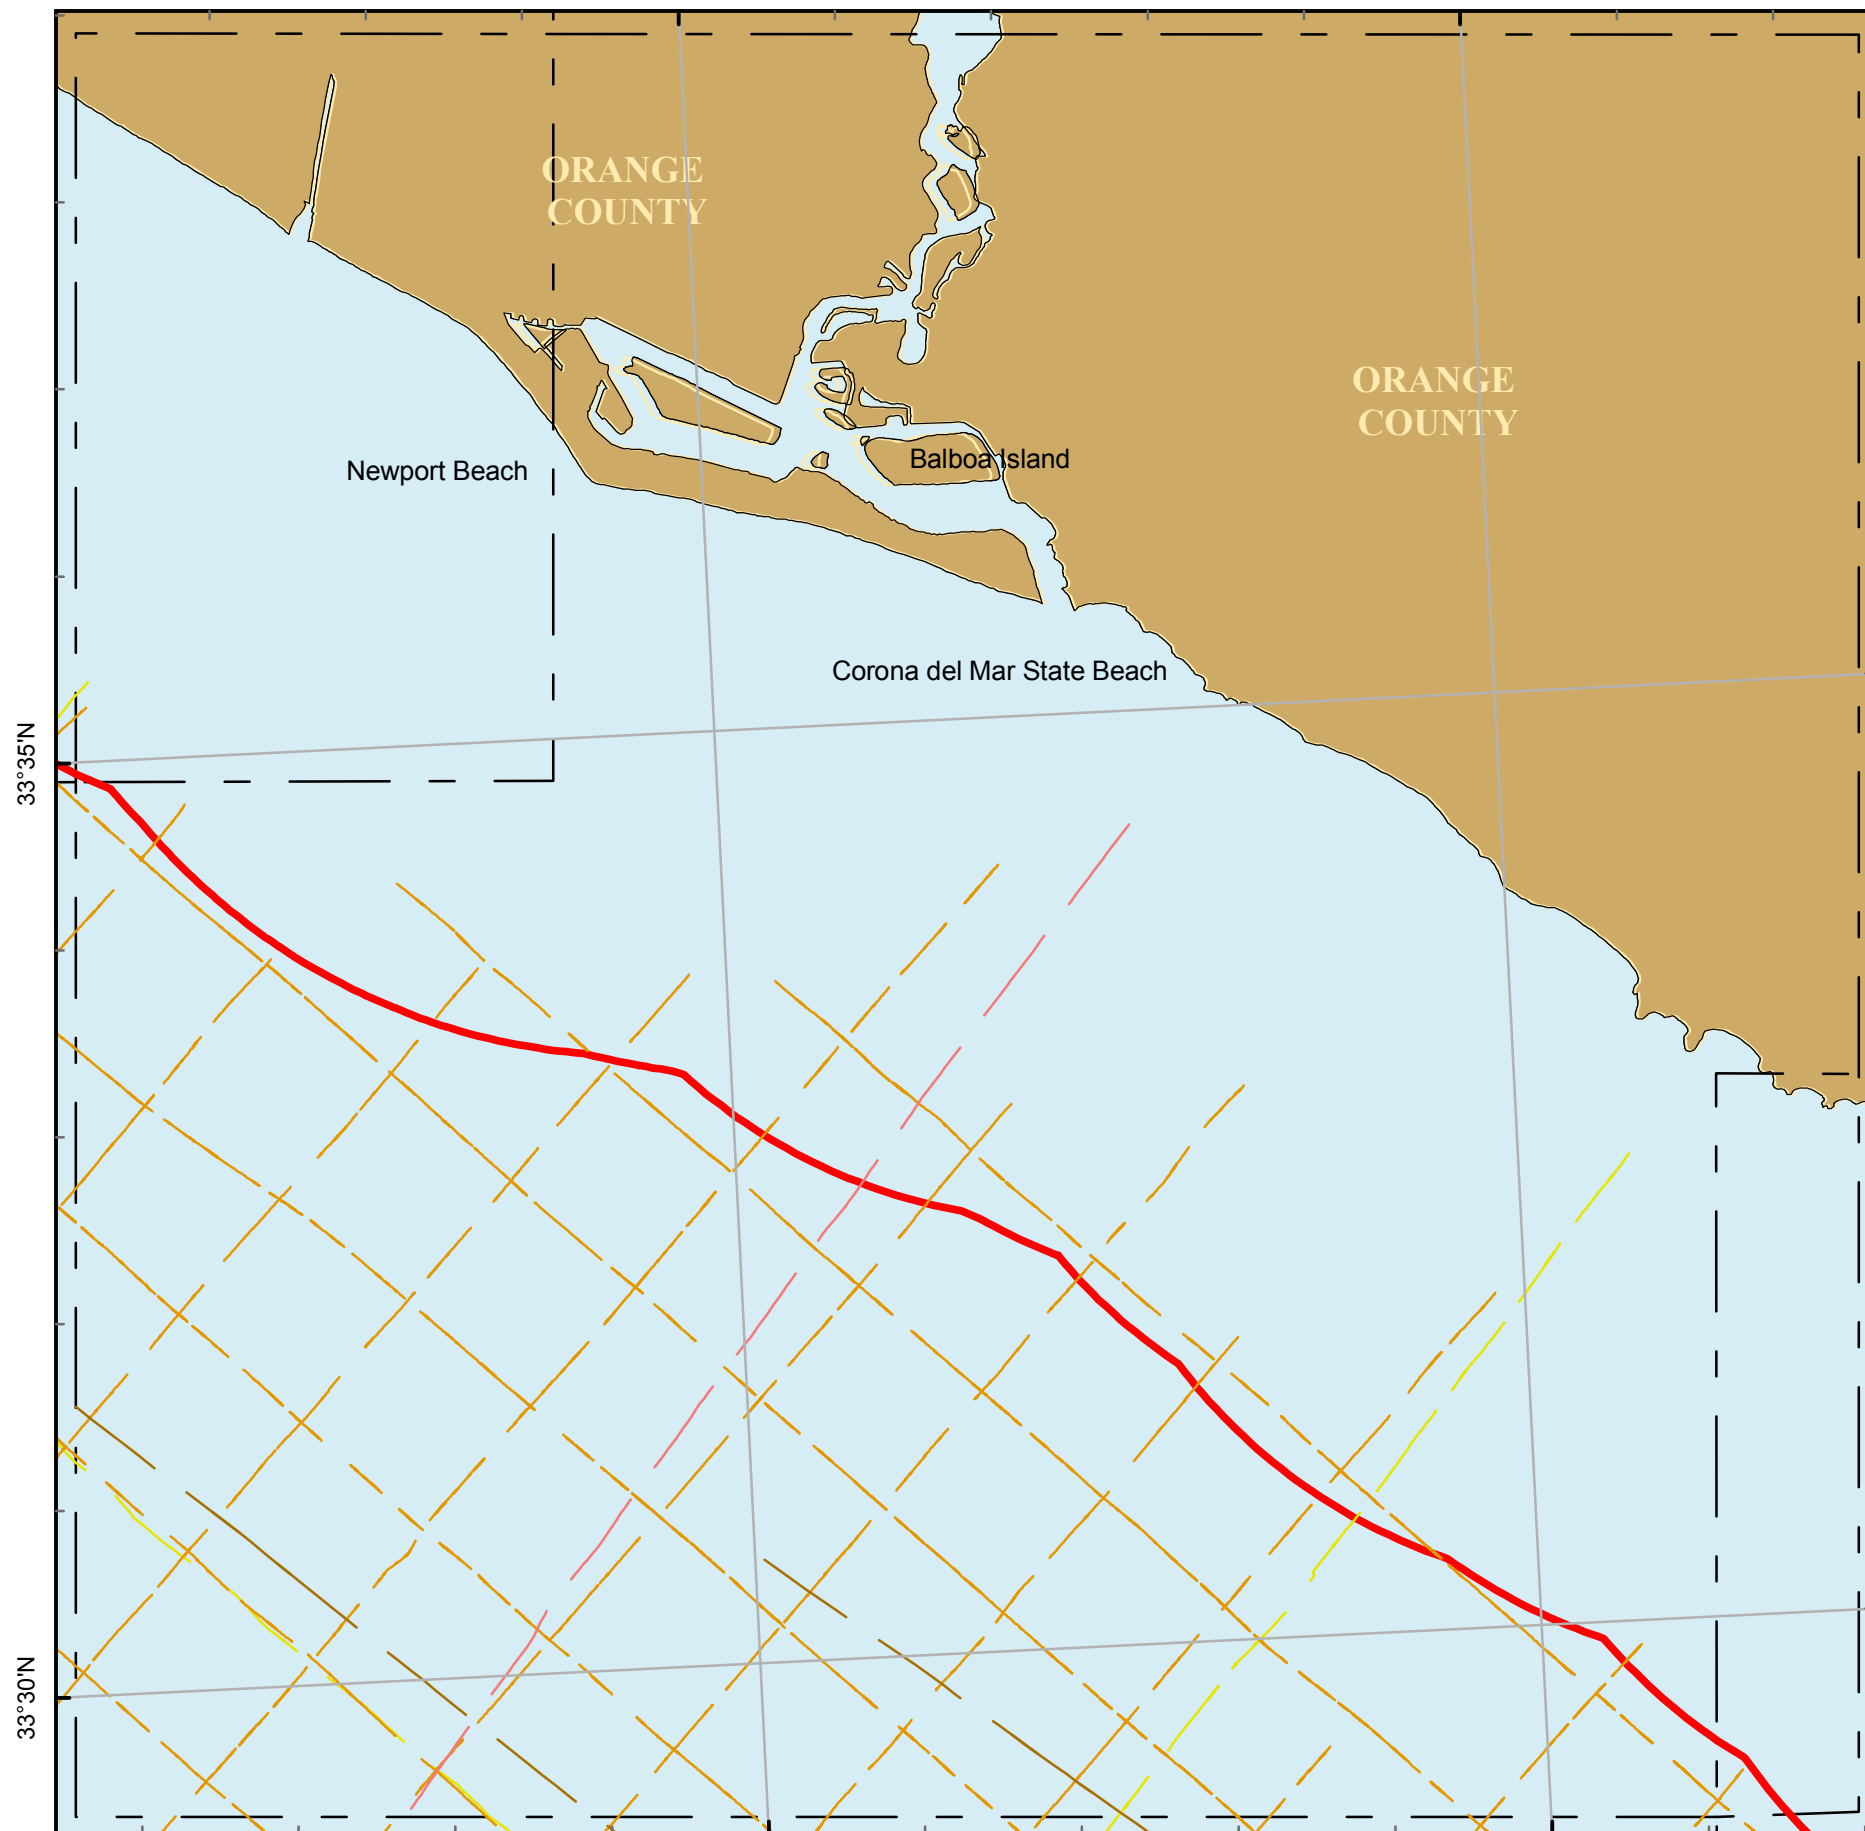 ORANGE
COUNTY
ORANGE
COUNTY
Newport Beach
Balboa Island
Corona del Mar State Beach
33°35'N
33°30'N